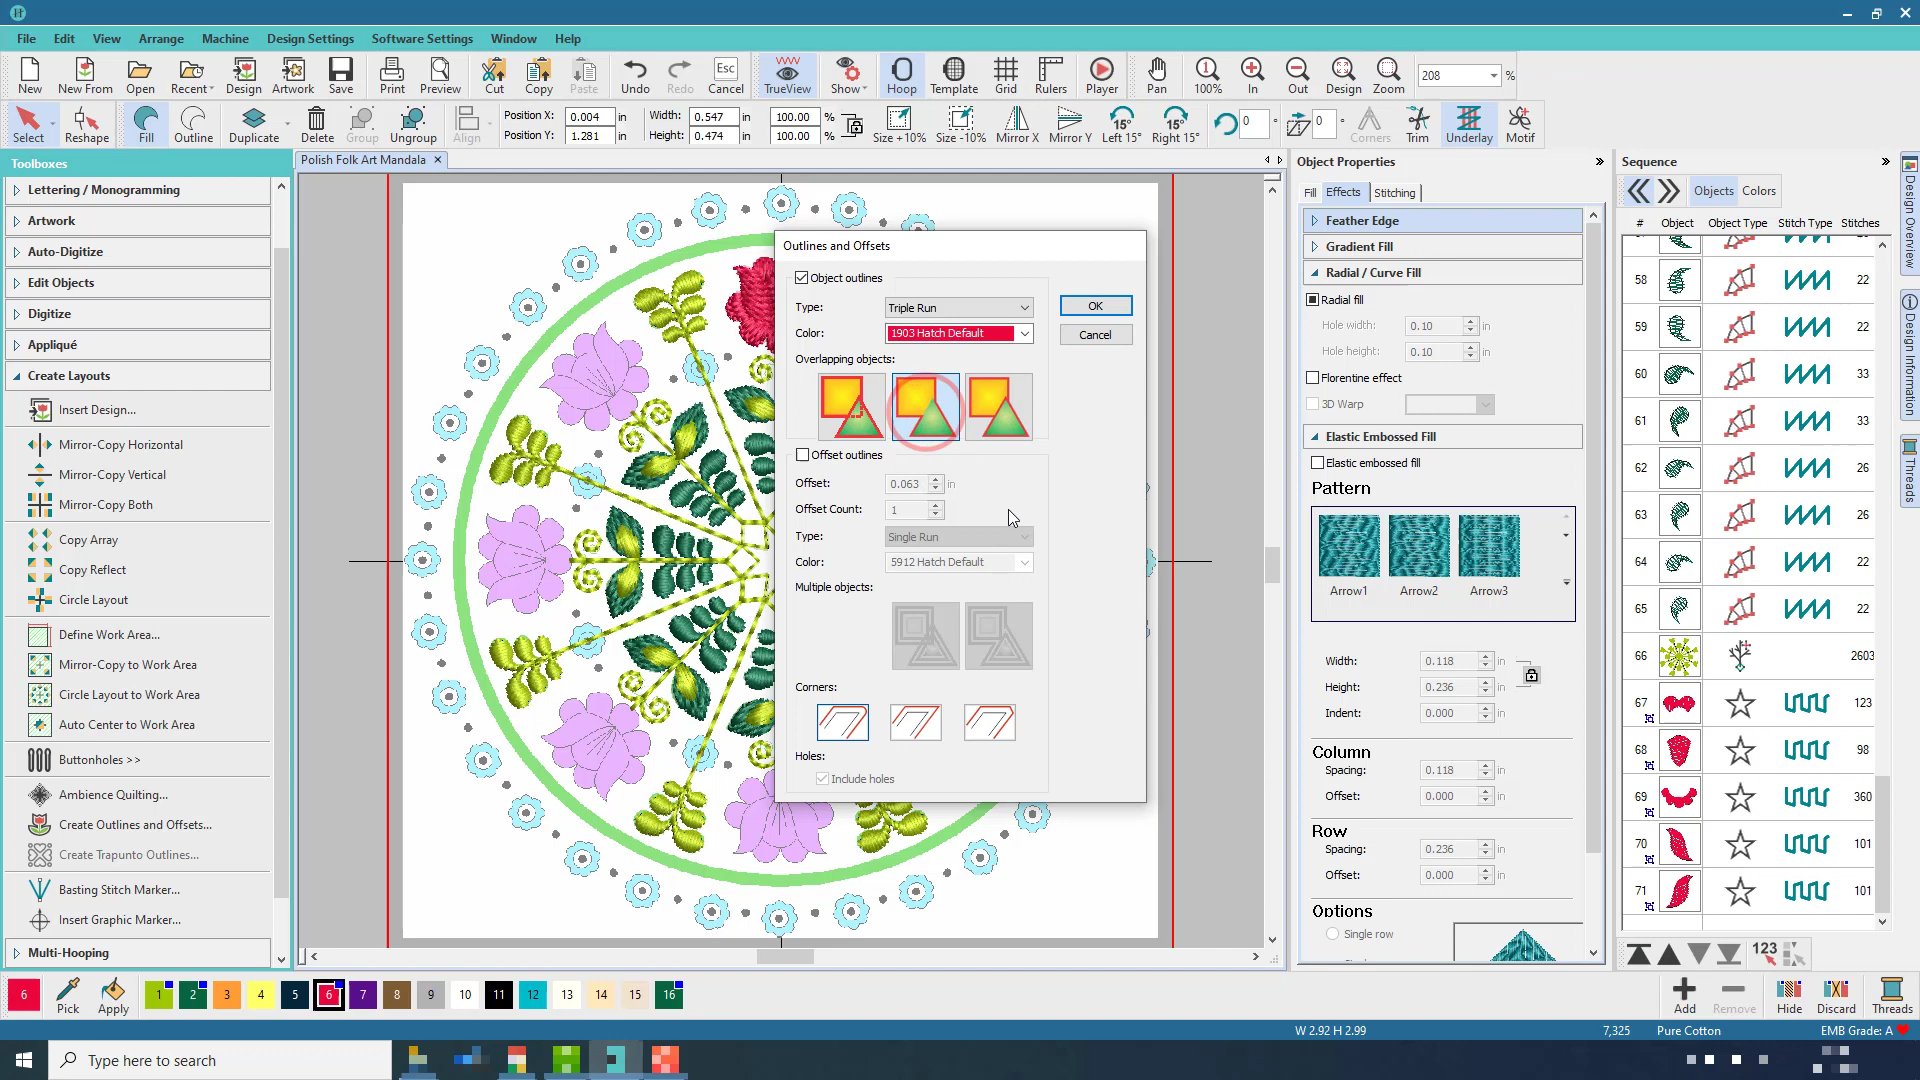 File Edit View Arrange Machine Design Settings Software Settings Window Help
New New From Open Recent Design Artwork Save Print Preview Cut Copy Paste Undo Redo Esc Cancel TrueView Show Hoop Template Grid Rulers Player Pan 1 100% In Out Design Zoom 208 %
Select Reshape Fill Outline Duplicate Delete Group Ungroup Align Position X: 0.004 in Width: 0.547 in 100.00 % Size +10% Size -10% Mirror X Mirror Y 15° Left 15° 15° Right 15° 0 ° 0 ° Corners Trim Underlay Motif
Position Y: 1.281 in Height: 0.474 in 100.00 %
Toolboxes
Lettering / Monogramming
Artwork
Auto-Digitize
Edit Objects
Digitize
Appliqué
Create Layouts
Insert Design...
Mirror-Copy Horizontal
Mirror-Copy Vertical
Mirror-Copy Both
Copy Array
Copy Reflect
Circle Layout
Define Work Area...
Mirror-Copy to Work Area
Circle Layout to Work Area
Auto Center to Work Area
Buttonholes >>
Ambience Quilting...
Create Outlines and Offsets...
Create Trapunto Outlines...
Basting Stitch Marker...
Insert Graphic Marker...
Multi-Hooping
Polish Folk Art Mandala
Outlines and Offsets
Object outlines
Type: Triple Run
Color: 1903 Hatch Default
Overlapping objects:
OK
Cancel
Offset outlines
Offset: 0.063 in
Offset Count: 1
Type: Single Run
Color: 5912 Hatch Default
Multiple objects:
Corners:
Holes:
Include holes
Object Properties
Fill Effects Stitching
Feather Edge
Gradient Fill
Radial / Curve Fill
Radial fill
Hole width: 0.10 in
Hole height: 0.10 in
Florentine effect
3D Warp
Elastic Embossed Fill
Elastic embossed fill
Pattern
Arrow1 Arrow2 Arrow3
Width: 0.118 in
Height: 0.236 in
Indent: 0.000 in
Column
Spacing: 0.118 in
Offset: 0.000 in
Row
Spacing: 0.236 in
Offset: 0.000 in
Options
Single row
Sequence
Objects Colors
# Object Object Type Stitch Type Stitches
58 22
59 22
60 33
61 33
62 26
63 26
64 22
65 22
66 2603
67 123
68 98
69 360
70 101
71 101
123
Design Overview
Design Information
Threads
6 Pick Apply 1 2 3 4 5 6 7 8 9 10 11 12 13 14 15 16 Add Remove Hide Discard Threads
W 2.92 H 2.99 7,325 Pure Cotton EMB Grade: A
Type here to search